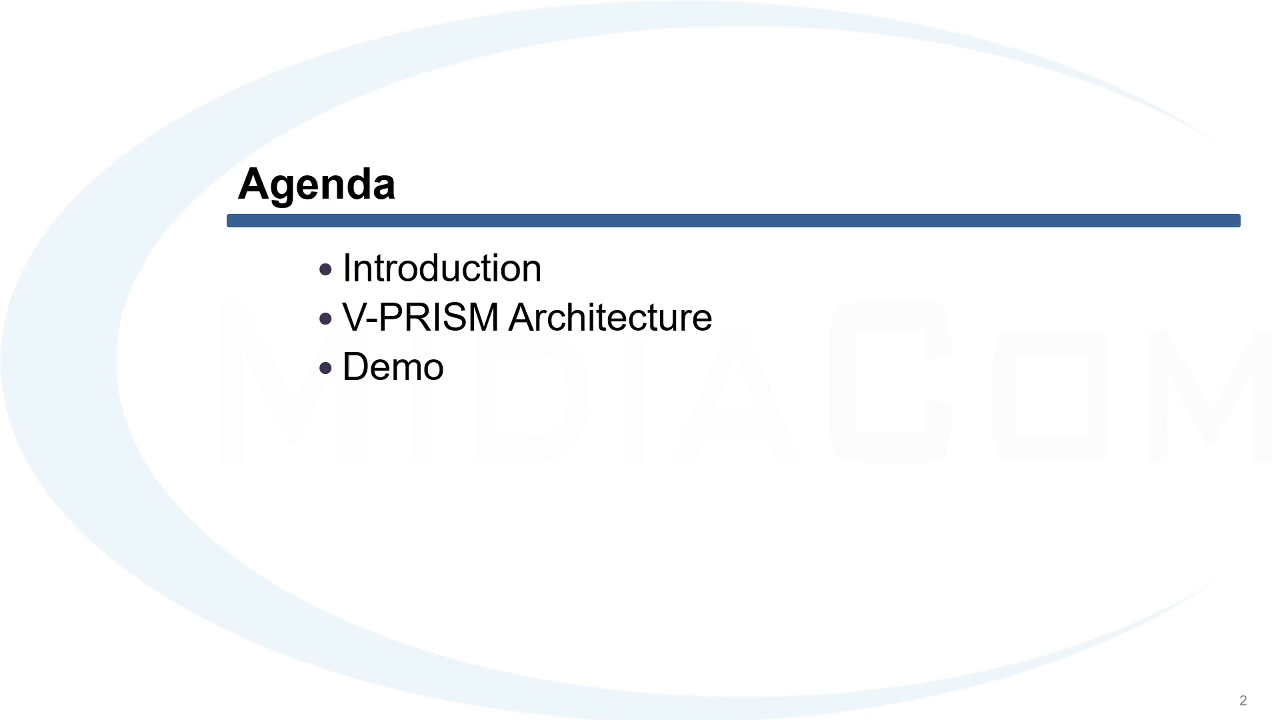 Agenda
• Introduction
• V-PRISM Architecture
• Demo
MIDIACOM
2